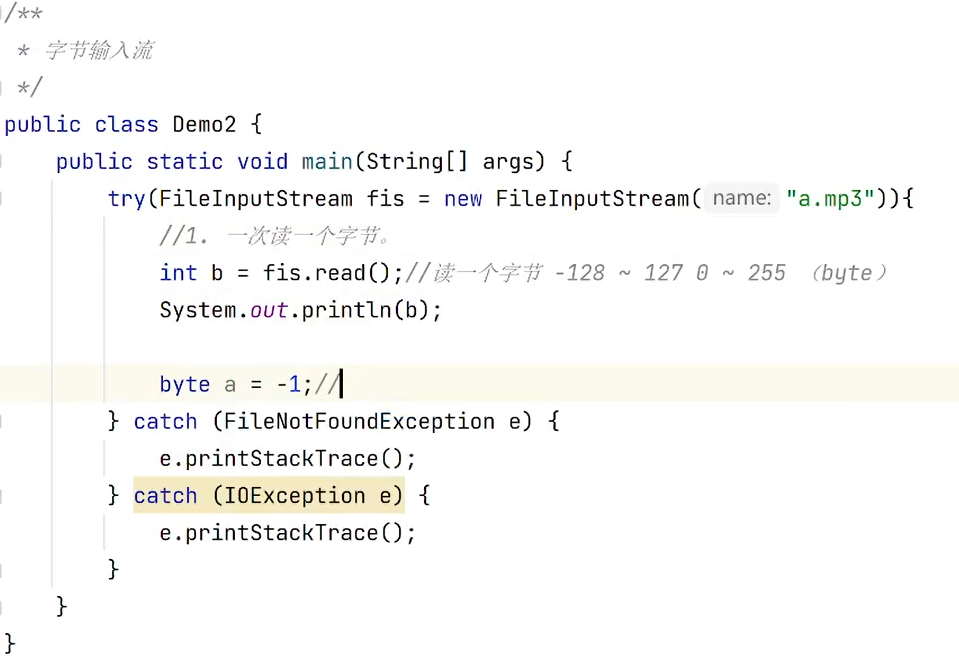 /**
 * 字节输入流
 */
public class Demo2 {
    public static void main(String[] args) {
        try(FileInputStream fis = new FileInputStream( name: "a.mp3")){
            //1. 一次读一个字节。
            int b = fis.read();//读一个字节 -128 ~ 127 0 ~ 255 （byte）
            System.out.println(b);

            byte a = -1;//
        } catch (FileNotFoundException e) {
            e.printStackTrace();
        } catch (IOException e) {
            e.printStackTrace();
        }
    }
}